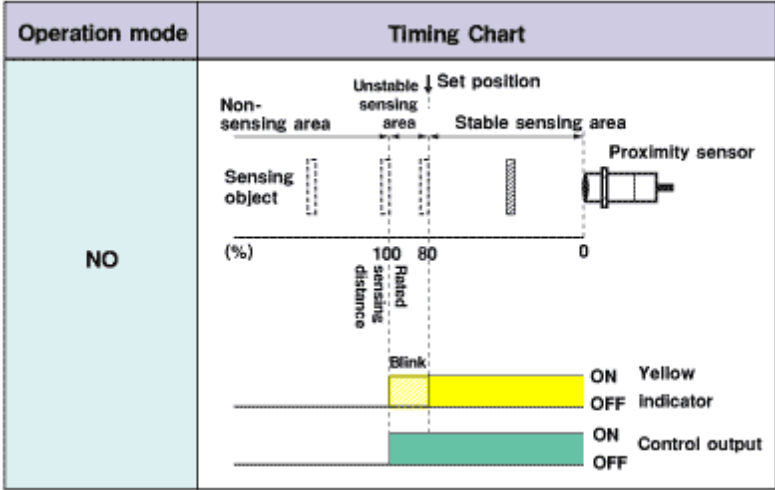 Operation mode
Timing Chart
NO
Unstable
sensing
area
Set position
Non-
sensing area
Stable sensing area
Proximity sensor
Sensing
object
(%)
100
80
0
Rated
sensing
distance
Blink
ON
OFF
Yellow
indicator
ON
OFF
Control output